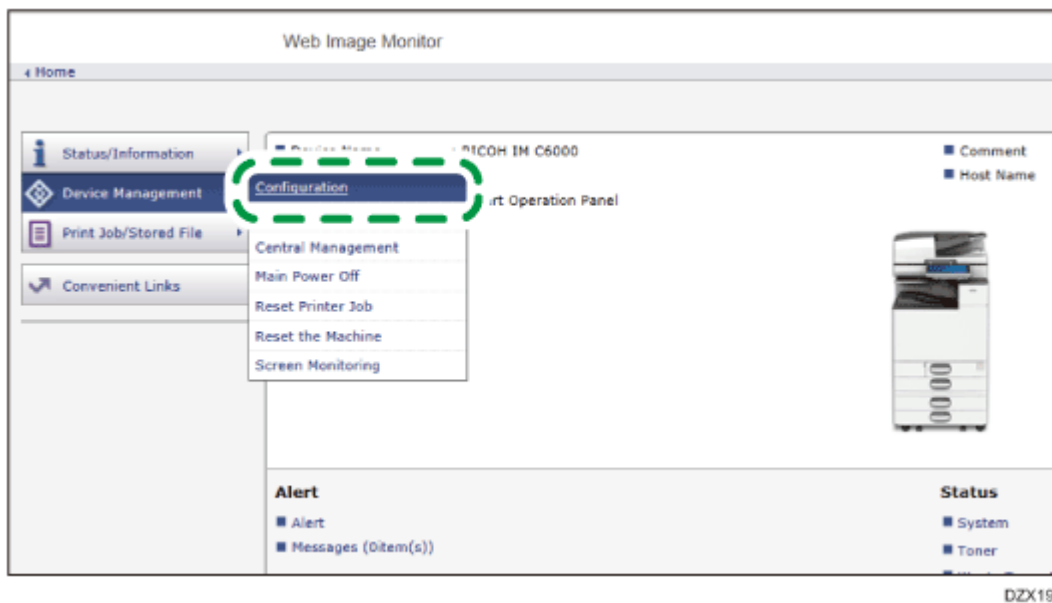 Web Image Monitor
Home
Status/Information
Device Management
Print Job/Stored File
Convenient Links
Device Name : RICOH IM C6000
Configuration
rt Operation Panel
Central Management
Main Power Off
Reset Printer Job
Reset the Machine
Screen Monitoring
Comment
Host Name
Alert
Alert
Messages (0item(s))
Status
System
Toner
DZX19